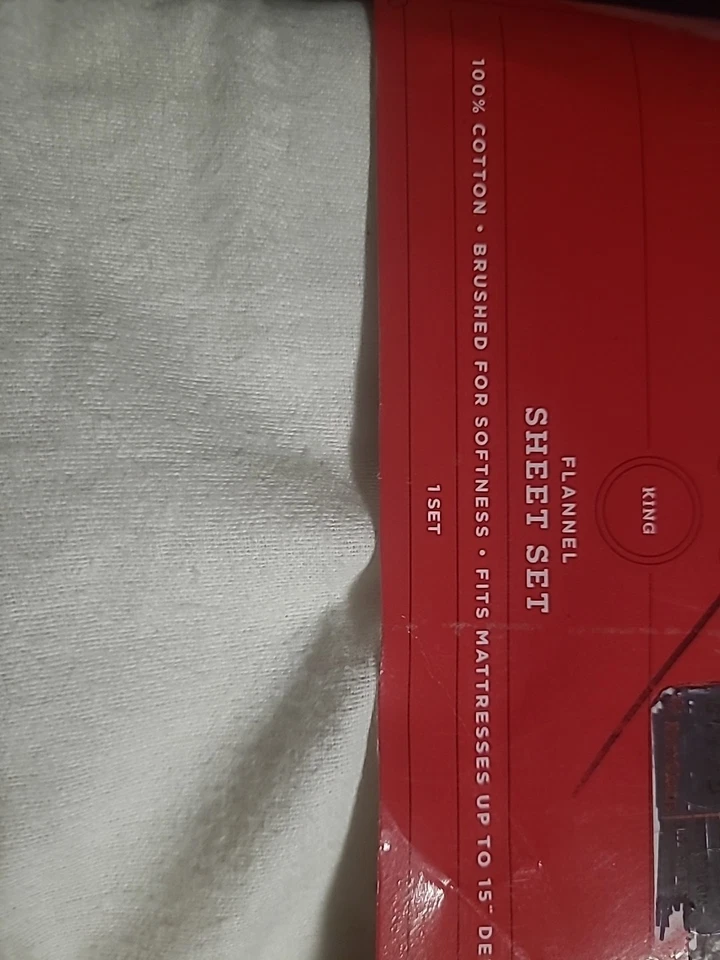 KING
FLANNEL
SHEET SET
100% COTTON • BRUSHED FOR SOFTNESS • FITS MATTRESSES UP TO 15" DE
1 SET